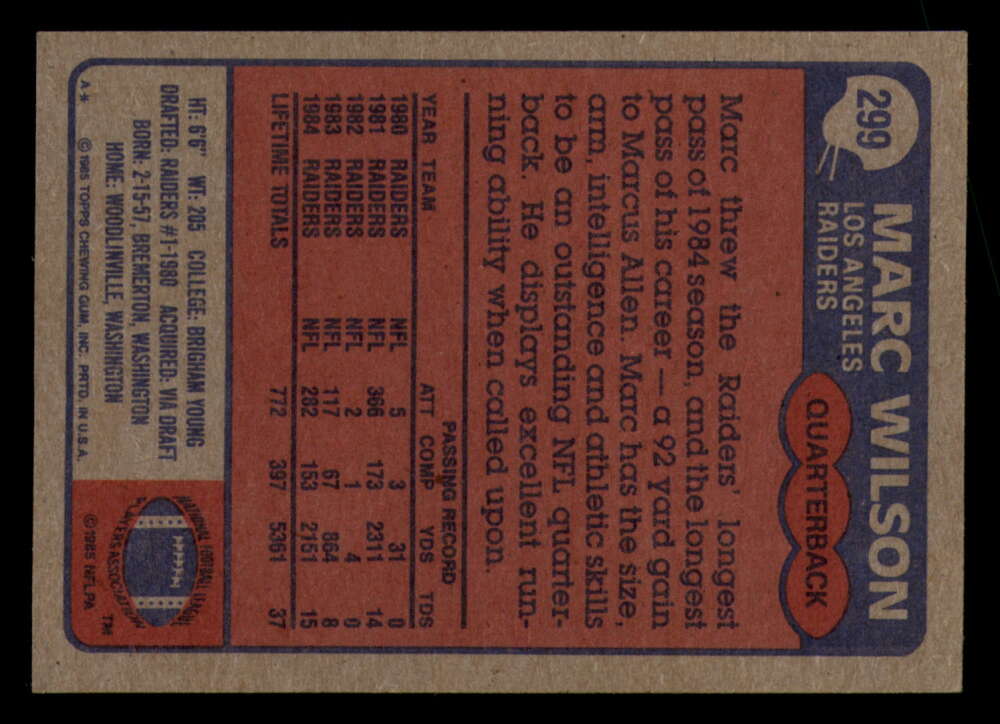 299
MARC WILSON
LOS ANGELES
RAIDERS
QUARTERBACK
Marc threw the Raiders' longest
pass of 1984 season, and the longest
pass of his career — a 92 yard gain
to Marcus Allen. Marc has the size,
arm, intelligence and athletic skills
to be an outstanding NFL quarter-
back. He displays excellent run-
ning ability when called upon.
PASSING RECORD
YEAR TEAM ATT COMP YDS TDS
1980 RAIDERS NFL 5 3 31 0
1981 RAIDERS NFL 366 173 2311 14
1982 RAIDERS NFL 2 1 4 0
1983 RAIDERS NFL 117 67 864 8
1984 RAIDERS NFL 282 153 2151 15
LIFETIME TOTALS 772 397 5361 37
HT: 6'6" WT: 205 COLLEGE: BRIGHAM YOUNG
DRAFTED: RAIDERS #1-1980 ACQUIRED: VIA DRAFT
BORN: 2-15-57, BREMERTON, WASHINGTON
HOME: WOODLINVILLE, WASHINGTON
A* © 1985 TOPPS CHEWING GUM, INC. PRTD. IN U.S.A.
NATIONAL FOOTBALL LEAGUE
PLAYERS ASSOCIATION
TM
© 1985 NFLPA